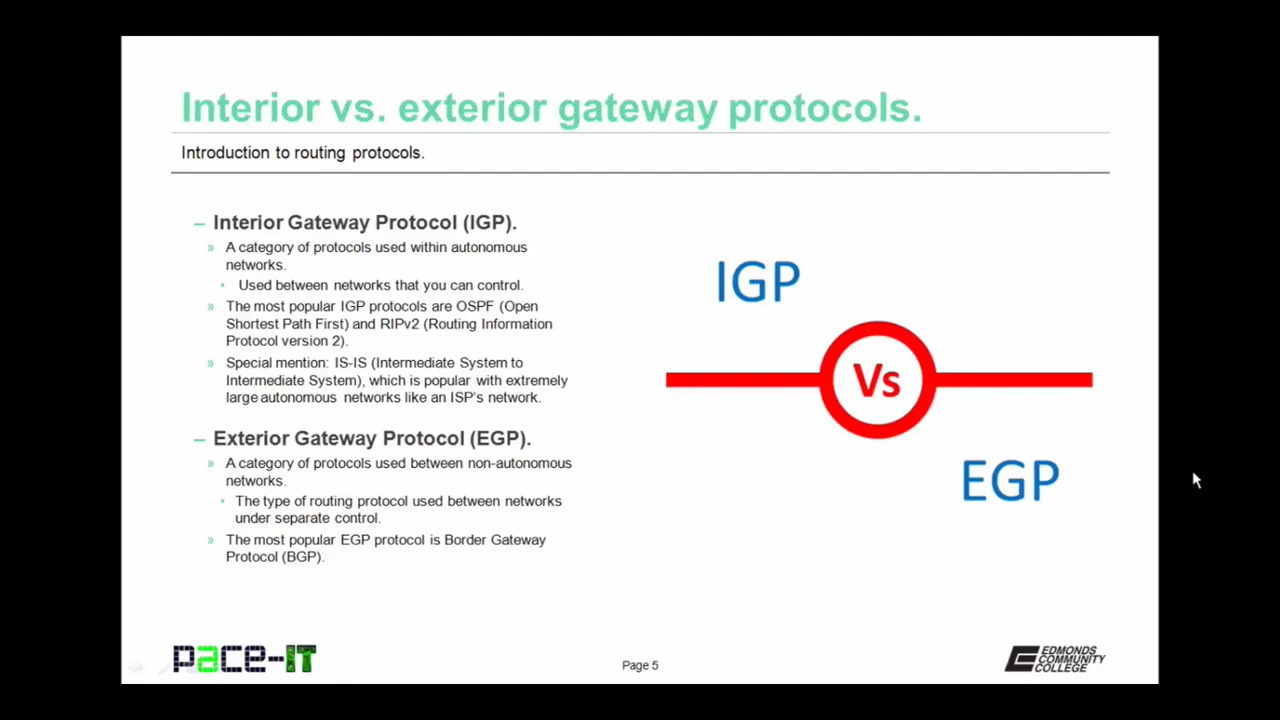 Interior vs. exterior gateway protocols.
Introduction to routing protocols.
– Interior Gateway Protocol (IGP).
» A category of protocols used within autonomous
networks.
• Used between networks that you can control.
» The most popular IGP protocols are OSPF (Open
Shortest Path First) and RIPv2 (Routing Information
Protocol version 2).
» Special mention: IS-IS (Intermediate System to
Intermediate System), which is popular with extremely
large autonomous networks like an ISP's network.
– Exterior Gateway Protocol (EGP).
» A category of protocols used between non-autonomous
networks.
• The type of routing protocol used between networks
under separate control.
» The most popular EGP protocol is Border Gateway
Protocol (BGP).
IGP
Vs
EGP
pace-IT
Page 5
EDMONDS
COMMUNITY
COLLEGE